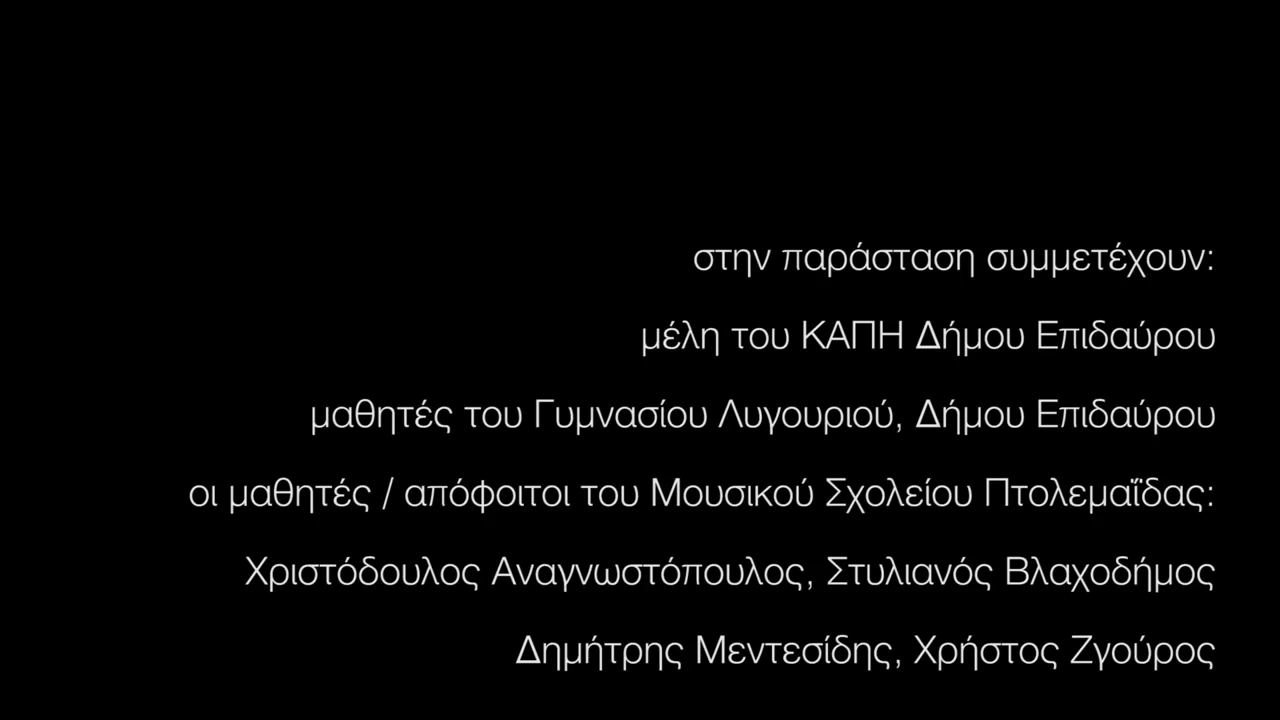 στην παράσταση συμμετέχουν:
μέλη του ΚΑΠΗ Δήμου Επιδαύρου
μαθητές του Γυμνασίου Λυγουριού, Δήμου Επιδαύρου
οι μαθητές / απόφοιτοι του Μουσικού Σχολείου Πτολεμαΐδας:
Χριστόδουλος Αναγνωστόπουλος, Στυλιανός Βλαχοδήμος
Δημήτρης Μεντεσίδης, Χρήστος Ζγούρος